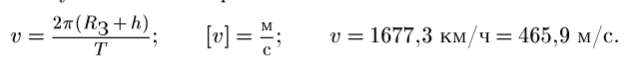 v = 2π(R_З + h)/T; [v] = м/с; v = 1677,3 км/ч = 465,9 м/с.